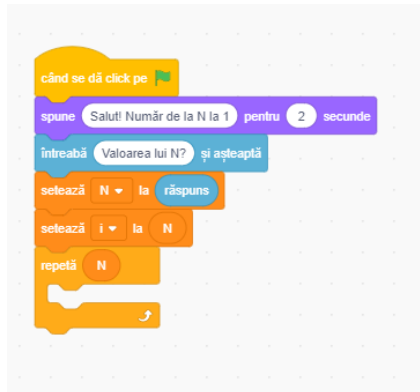 când se dă click pe
spune Salut! Număr de la N la 1 pentru 2 secunde
întreabă Valoarea lui N? și așteaptă
setează N la răspuns
setează i la N
repetă N